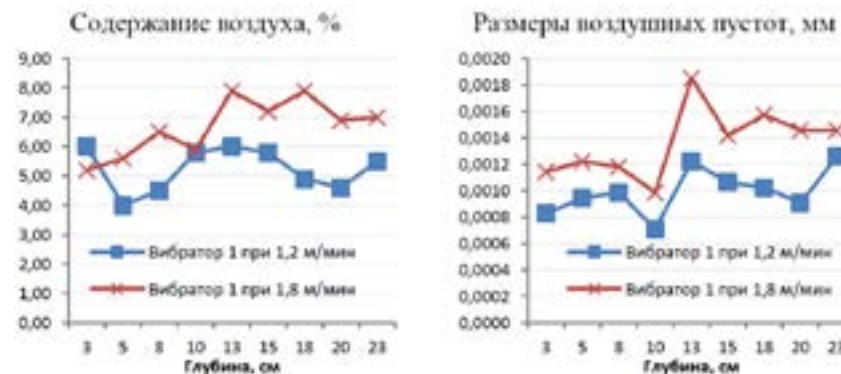 Содержание воздуха, %
9,00
8,00
7,00
6,00
5,00
4,00
3,00
2,00
1,00
0,00
Вибратор 1 при 1,2 м/мин
Вибратор 1 при 1,8 м/мин
3 5 8 10 13 15 18 20 23
Глубина, см
Размеры воздушных пустот, мм
0,0020
0,0018
0,0016
0,0014
0,0012
0,0010
0,0008
0,0006
0,0004
0,0002
0,0000
Вибратор 1 при 1,2 м/мин
Вибратор 1 при 1,8 м/мин
3 5 8 10 13 15 18 20 23
Глубина, см